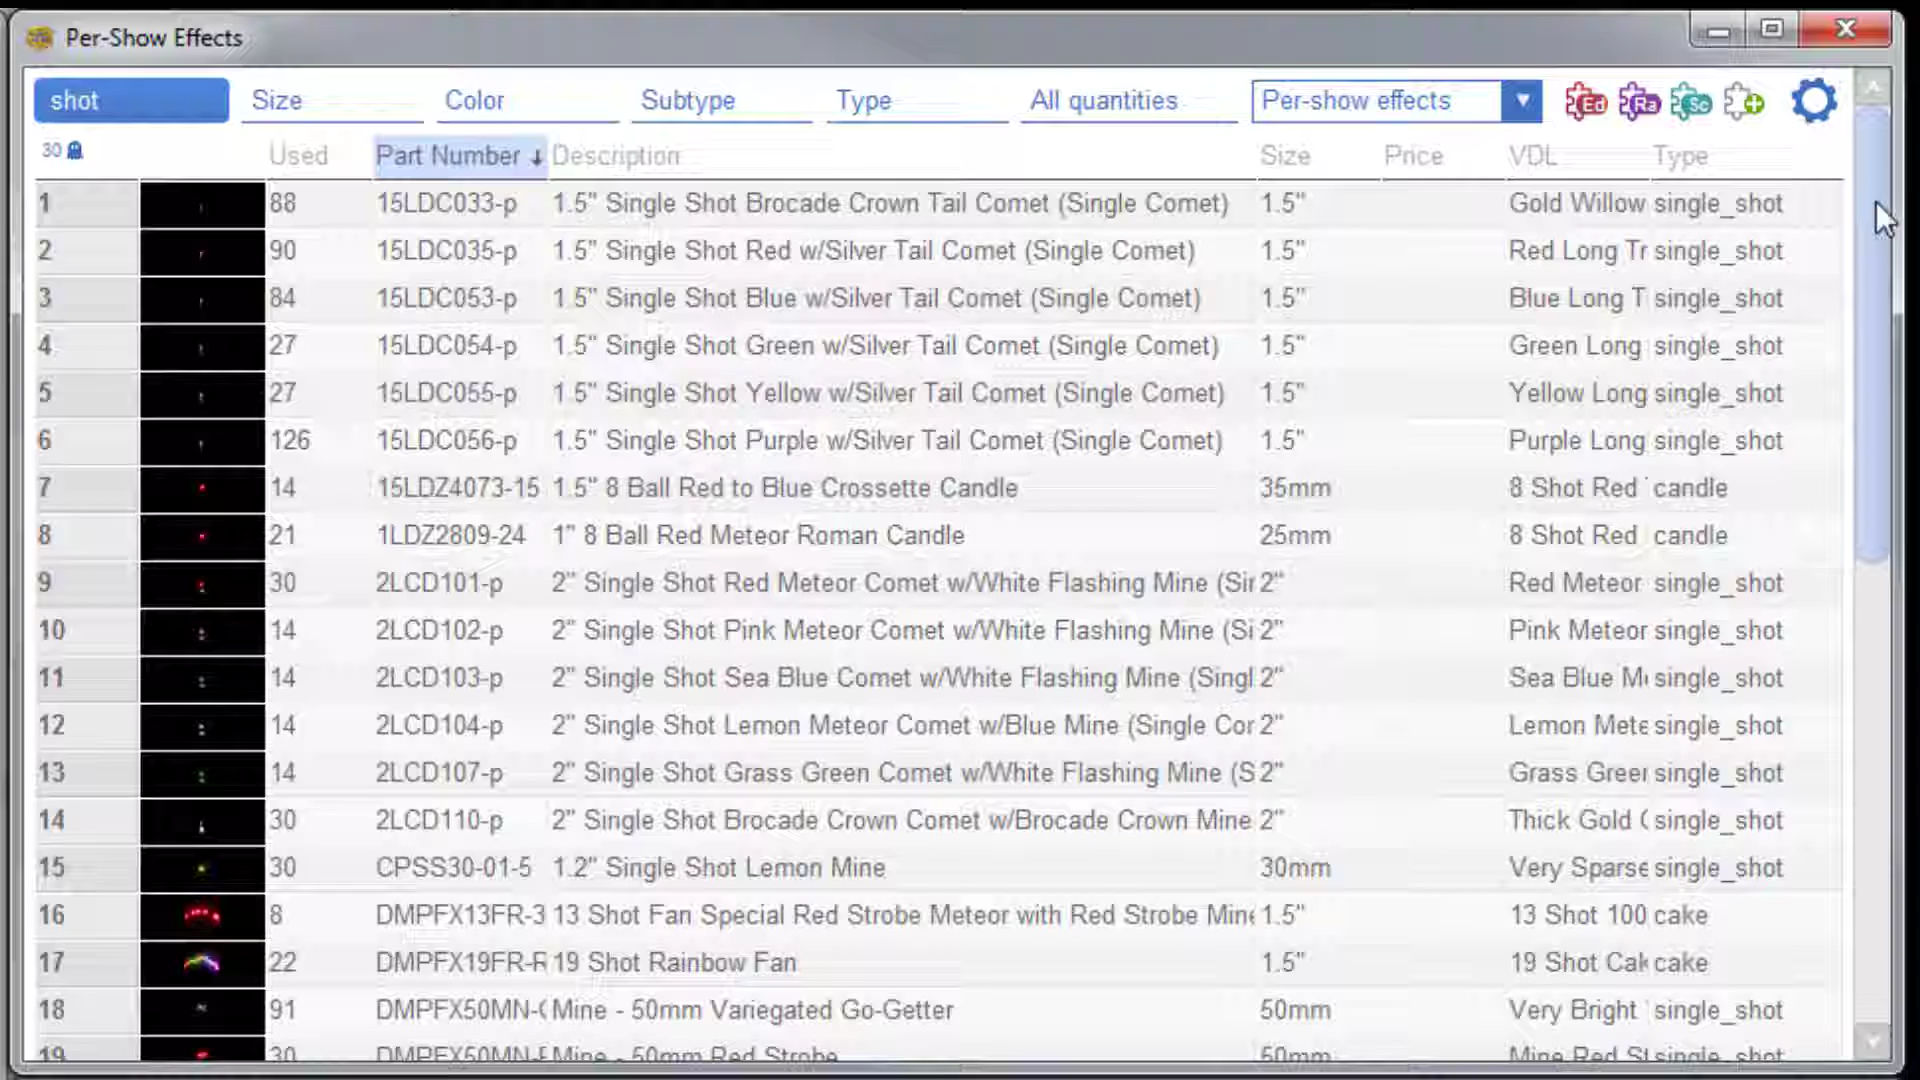 Per-Show Effects
shot Size Color Subtype Type All quantities Per-show effects Ed Ra Sc
30 Used Part Number ↓ Description Size Price VDL Type
1 88 15LDC033-p 1.5" Single Shot Brocade Crown Tail Comet (Single Comet) 1.5" Gold Willow single_shot
2 90 15LDC035-p 1.5" Single Shot Red w/Silver Tail Comet (Single Comet) 1.5" Red Long Tr single_shot
3 84 15LDC053-p 1.5" Single Shot Blue w/Silver Tail Comet (Single Comet) 1.5" Blue Long T single_shot
4 27 15LDC054-p 1.5" Single Shot Green w/Silver Tail Comet (Single Comet) 1.5" Green Long single_shot
5 27 15LDC055-p 1.5" Single Shot Yellow w/Silver Tail Comet (Single Comet) 1.5" Yellow Long single_shot
6 126 15LDC056-p 1.5" Single Shot Purple w/Silver Tail Comet (Single Comet) 1.5" Purple Long single_shot
7 14 15LDZ4073-15 1.5" 8 Ball Red to Blue Crossette Candle 35mm 8 Shot Red candle
8 21 1LDZ2809-24 1" 8 Ball Red Meteor Roman Candle 25mm 8 Shot Red candle
9 30 2LCD101-p 2" Single Shot Red Meteor Comet w/White Flashing Mine (Sir 2" Red Meteor single_shot
10 14 2LCD102-p 2" Single Shot Pink Meteor Comet w/White Flashing Mine (Si 2" Pink Meteor single_shot
11 14 2LCD103-p 2" Single Shot Sea Blue Comet w/White Flashing Mine (Singl 2" Sea Blue M single_shot
12 14 2LCD104-p 2" Single Shot Lemon Meteor Comet w/Blue Mine (Single Cor 2" Lemon Mete single_shot
13 14 2LCD107-p 2" Single Shot Grass Green Comet w/White Flashing Mine (S 2" Grass Greer single_shot
14 30 2LCD110-p 2" Single Shot Brocade Crown Comet w/Brocade Crown Mine 2" Thick Gold ( single_shot
15 30 CPSS30-01-5 1.2" Single Shot Lemon Mine 30mm Very Sparse single_shot
16 8 DMPFX13FR-3 13 Shot Fan Special Red Strobe Meteor with Red Strobe Mine 1.5" 13 Shot 100 cake
17 22 DMPFX19FR-R 19 Shot Rainbow Fan 1.5" 19 Shot Cak cake
18 91 DMPFX50MN-( Mine - 50mm Variegated Go-Getter 50mm Very Bright single_shot
19 30 DMPFX50MN-F Mine - 50mm Red Strobe 50mm Mine Red St single_shot